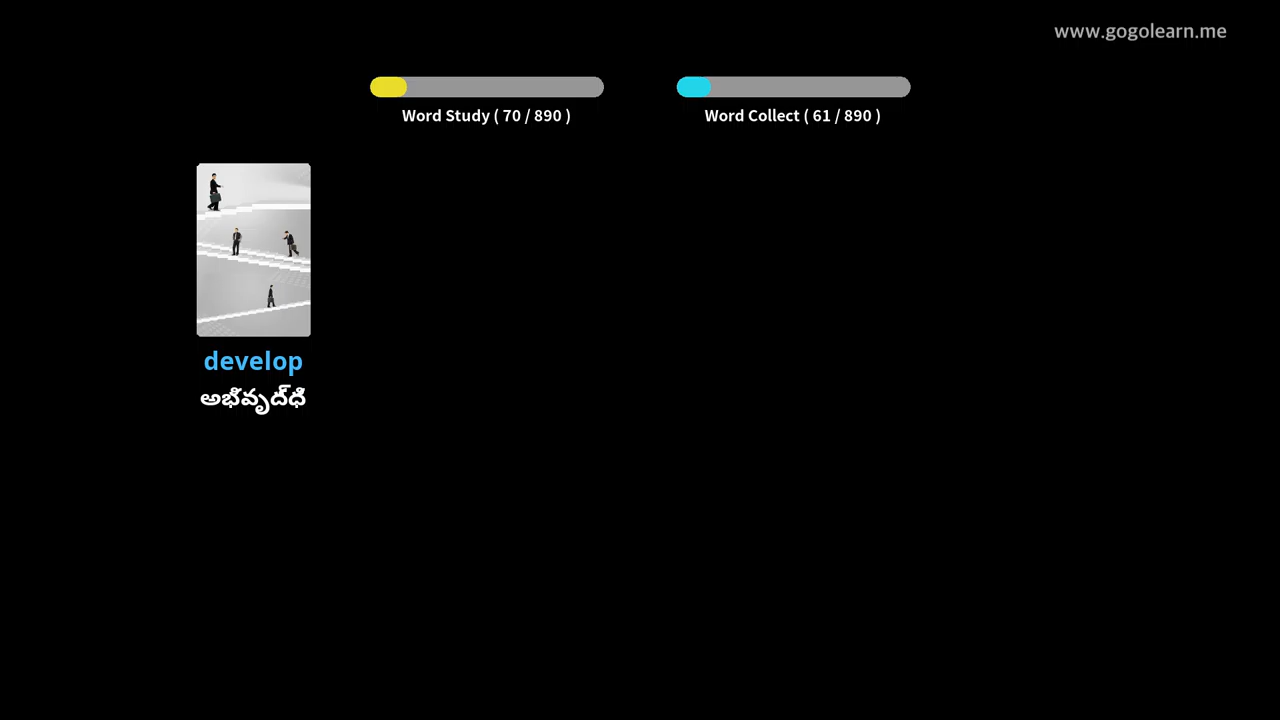 www.gogolearn.me
Word Study ( 70 / 890 )
Word Collect ( 61 / 890 )
develop
అభివృద్ధి